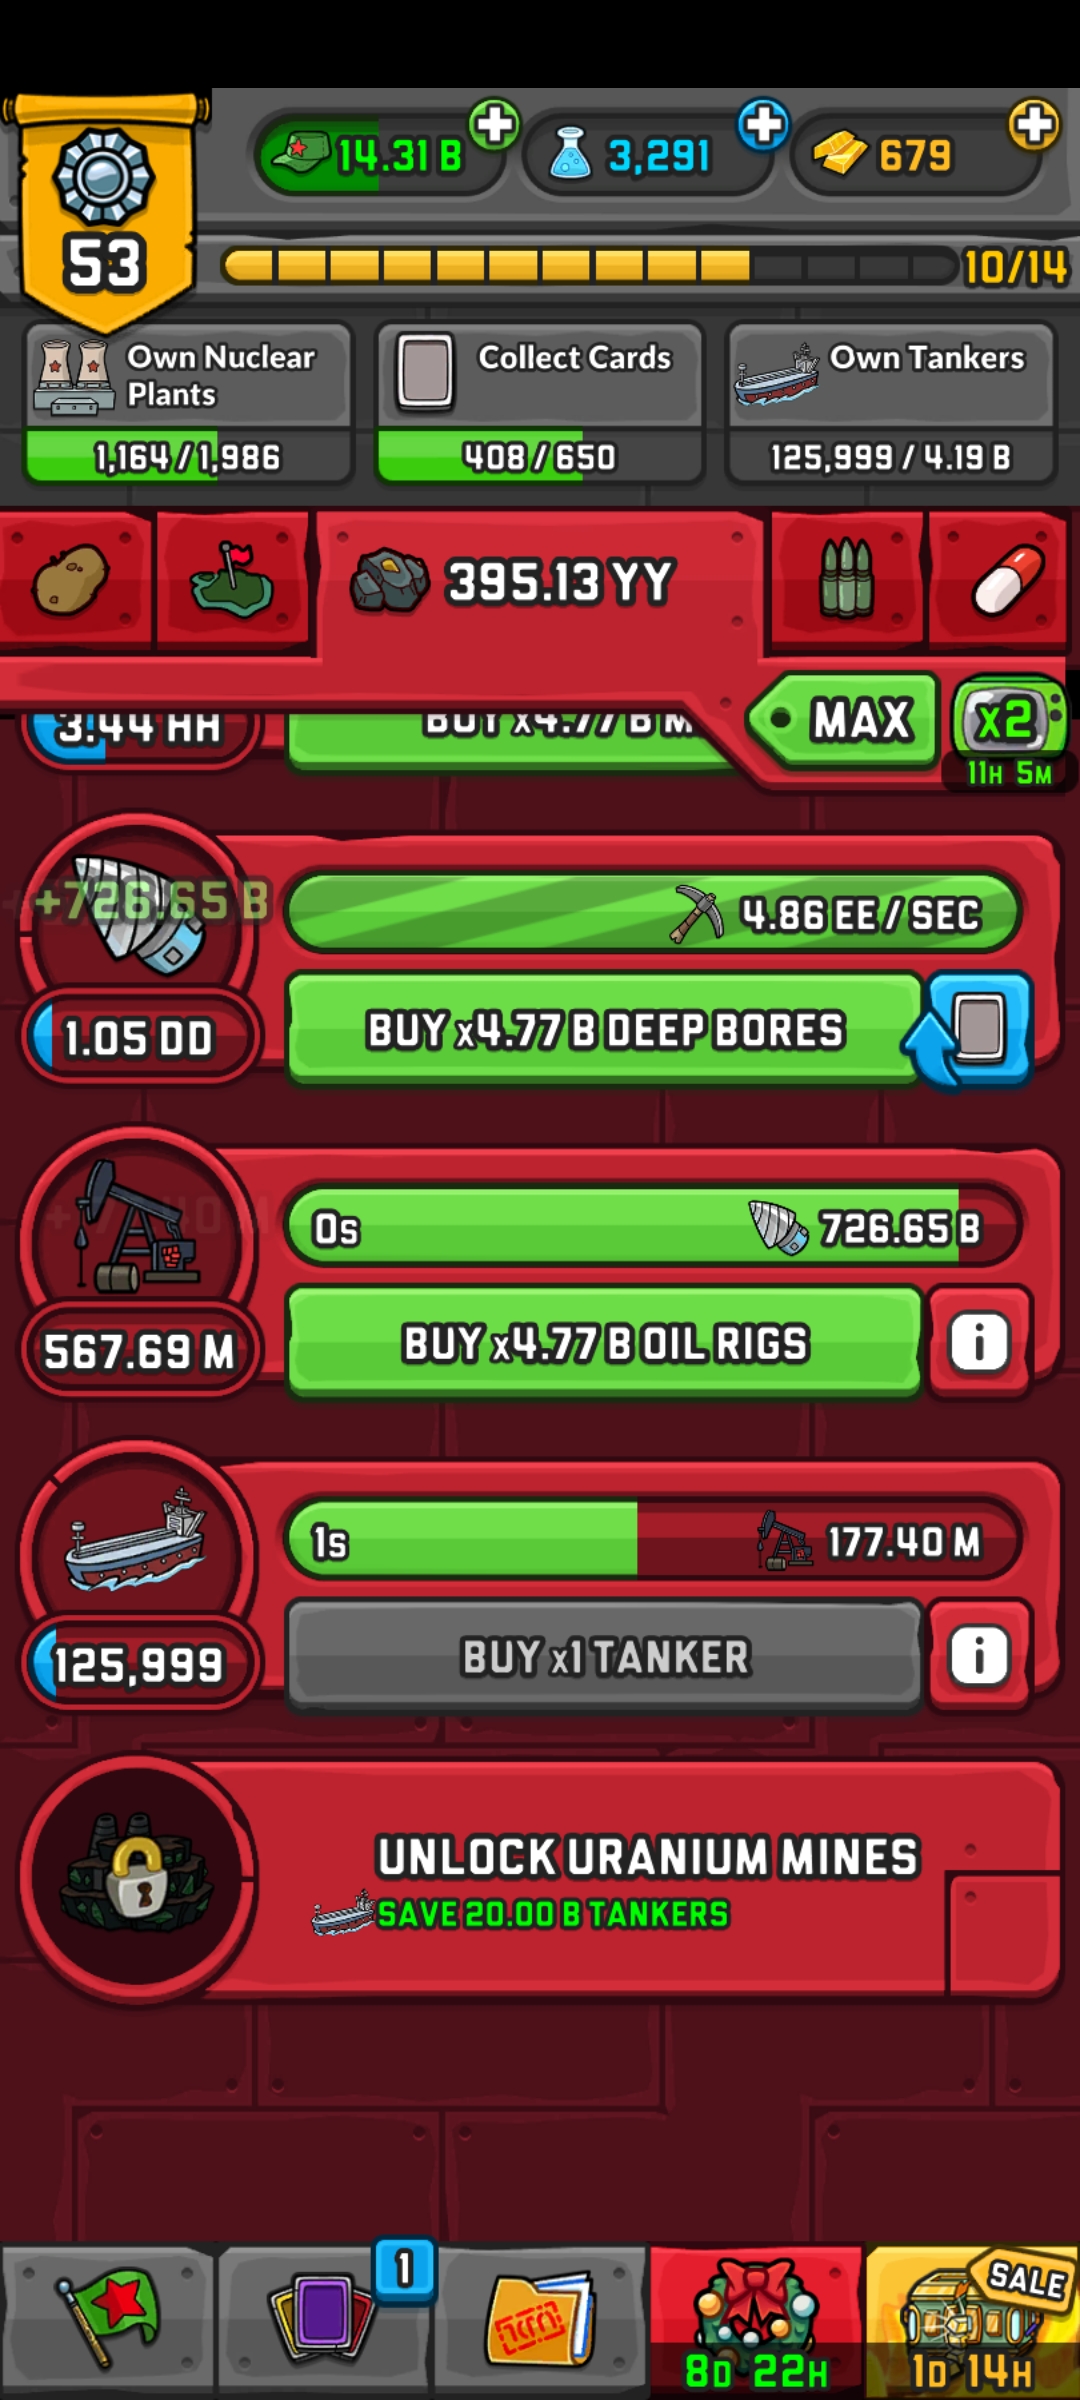 14.31 B
3,291
679
53
10/14
Own Nuclear
Plants
Collect Cards
Own Tankers
1,164/1,986
408/650
125,999/4.19 B
395.13 YY
MAX
x2
11H 5M
3.44 HH
BUY x4.77 B M
+726.65 B
4.86 EE/SEC
1.05 DD
BUY x4.77 B DEEP BORES
0s
726.65 B
567.69 M
BUY x4.77 B OIL RIGS
i
1s
177.40 M
125,999
BUY x1 TANKER
i
UNLOCK URANIUM MINES
SAVE 20.00 B TANKERS
1
SALE
8D 22H
1D 14H